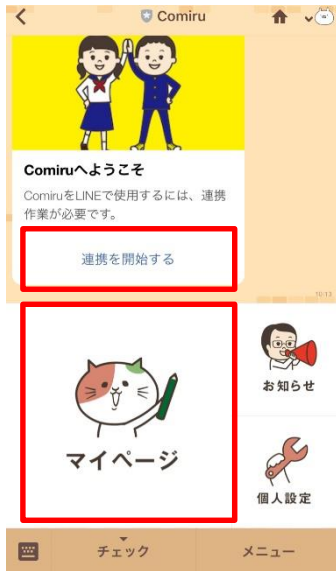 Comiru
Comiruへようこそ
ComiruをLINEで使用するには、連携
作業が必要です。
連携を開始する
10:13
マイページ
お知らせ
個人設定
チェック
メニュー